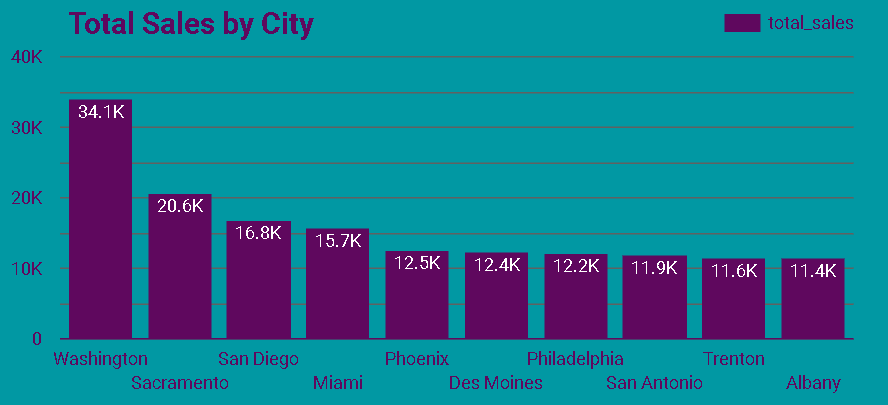 Total Sales by City
total_sales
40K
30K
20K
10K
0
34.1K
20.6K
16.8K
15.7K
12.5K
12.4K
12.2K
11.9K
11.6K
11.4K
Washington
Sacramento
San Diego
Miami
Phoenix
Des Moines
Philadelphia
San Antonio
Trenton
Albany